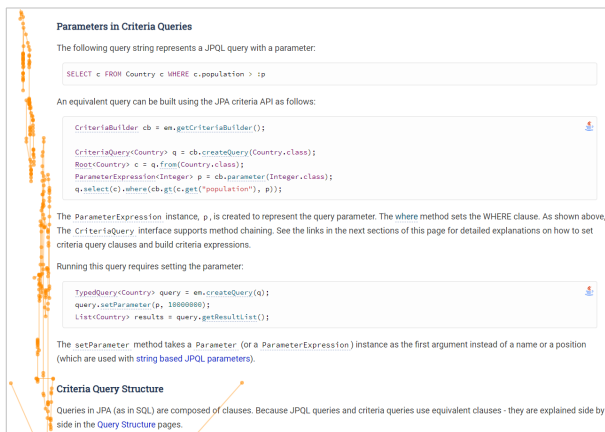 Parameters in Criteria Queries
The following query string represents a JPQL query with a parameter:
SELECT c FROM Country c WHERE c.population > :p
An equivalent query can be built using the JPA criteria API as follows:
CriteriaBuilder cb = em.getCriteriaBuilder();
CriteriaQuery<Country> q = cb.createQuery(Country.class);
Root<Country> c = q.from(Country.class);
ParameterExpression<Integer> p = cb.parameter(Integer.class);
q.select(c).where(cb.gt(c.get("population"), p));
The ParameterExpression instance, p, is created to represent the query parameter. The where method sets the WHERE clause. As shown above,
The CriteriaQuery interface supports method chaining. See the links in the next sections of this page for detailed explanations on how to set
criteria query clauses and build criteria expressions.
Running this query requires setting the parameter:
TypedQuery<Country> query = em.createQuery(q);
query.setParameter(p, 10000000);
List<Country> results = query.getResultList();
The setParameter method takes a Parameter (or a ParameterExpression) instance as the first argument instead of a name or a position
(which are used with string based JPQL parameters).
Criteria Query Structure
Queries in JPA (as in SQL) are composed of clauses. Because JPQL queries and criteria queries use equivalent clauses - they are explained side by
side in the Query Structure pages.